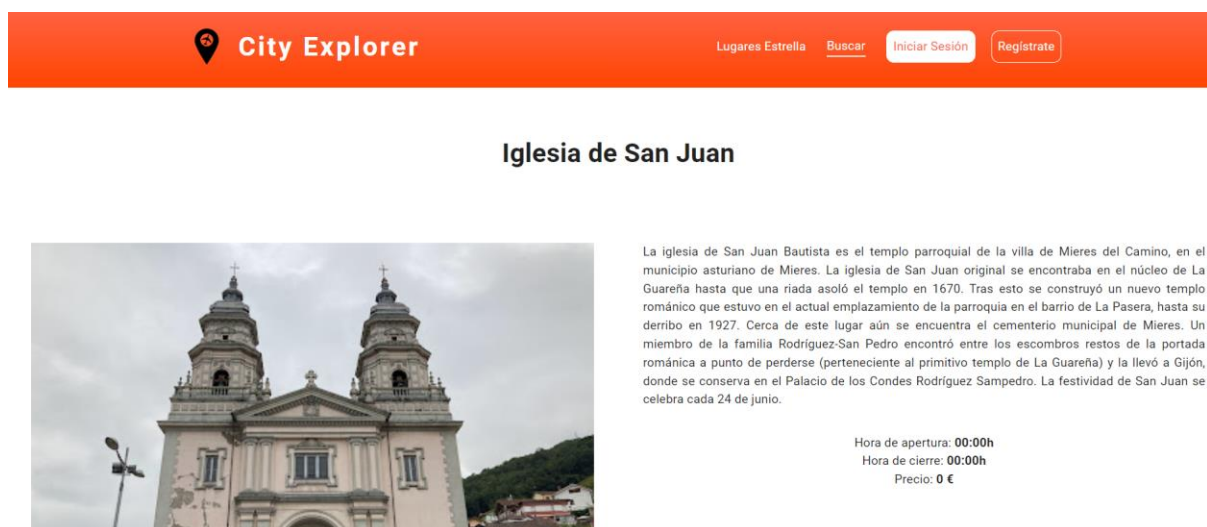 City Explorer
Lugares Estrella
Buscar
Iniciar Sesión
Regístrate
Iglesia de San Juan
La iglesia de San Juan Bautista es el templo parroquial de la villa de Mieres del Camino, en el
municipio asturiano de Mieres. La iglesia de San Juan original se encontraba en el núcleo de La
Guareña hasta que una riada asoló el templo en 1670. Tras esto se construyó un nuevo templo
románico que estuvo en el actual emplazamiento de la parroquia en el barrio de La Pasera, hasta su
derribo en 1927. Cerca de este lugar aún se encuentra el cementerio municipal de Mieres. Un
miembro de la familia Rodríguez-San Pedro encontró entre los escombros restos de la portada
románica a punto de perderse (perteneciente al primitivo templo de La Guareña) y la llevó a Gijón,
donde se conserva en el Palacio de los Condes Rodríguez Sampedro. La festividad de San Juan se
celebra cada 24 de junio.
Hora de apertura: 00:00h
Hora de cierre: 00:00h
Precio: 0 €